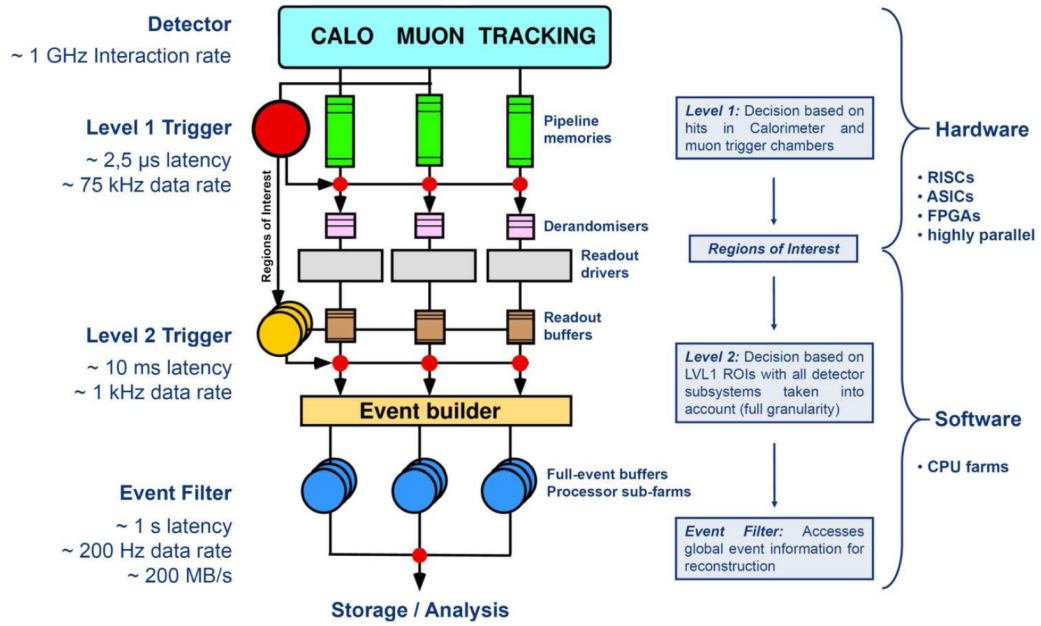 Detector
~ 1 GHz Interaction rate
CALO MUON TRACKING
Level 1 Trigger
~ 2,5 µs latency
~ 75 kHz data rate
Pipeline
memories
Regions of Interest
Derandomisers
Readout
drivers
Level 2 Trigger
~ 10 ms latency
~ 1 kHz data rate
Readout
buffers
Event builder
Event Filter
~ 1 s latency
~ 200 Hz data rate
~ 200 MB/s
Full-event buffers
Processor sub-farms
Storage / Analysis
Level 1: Decision based on
hits in Calorimeter and
muon trigger chambers
Regions of Interest
Level 2: Decision based on
LVL1 ROIs with all detector
subsystems taken into
account (full granularity)
Event Filter: Accesses
global event information for
reconstruction
Hardware
• RISCs
• ASICs
• FPGAs
• highly parallel
Software
• CPU farms